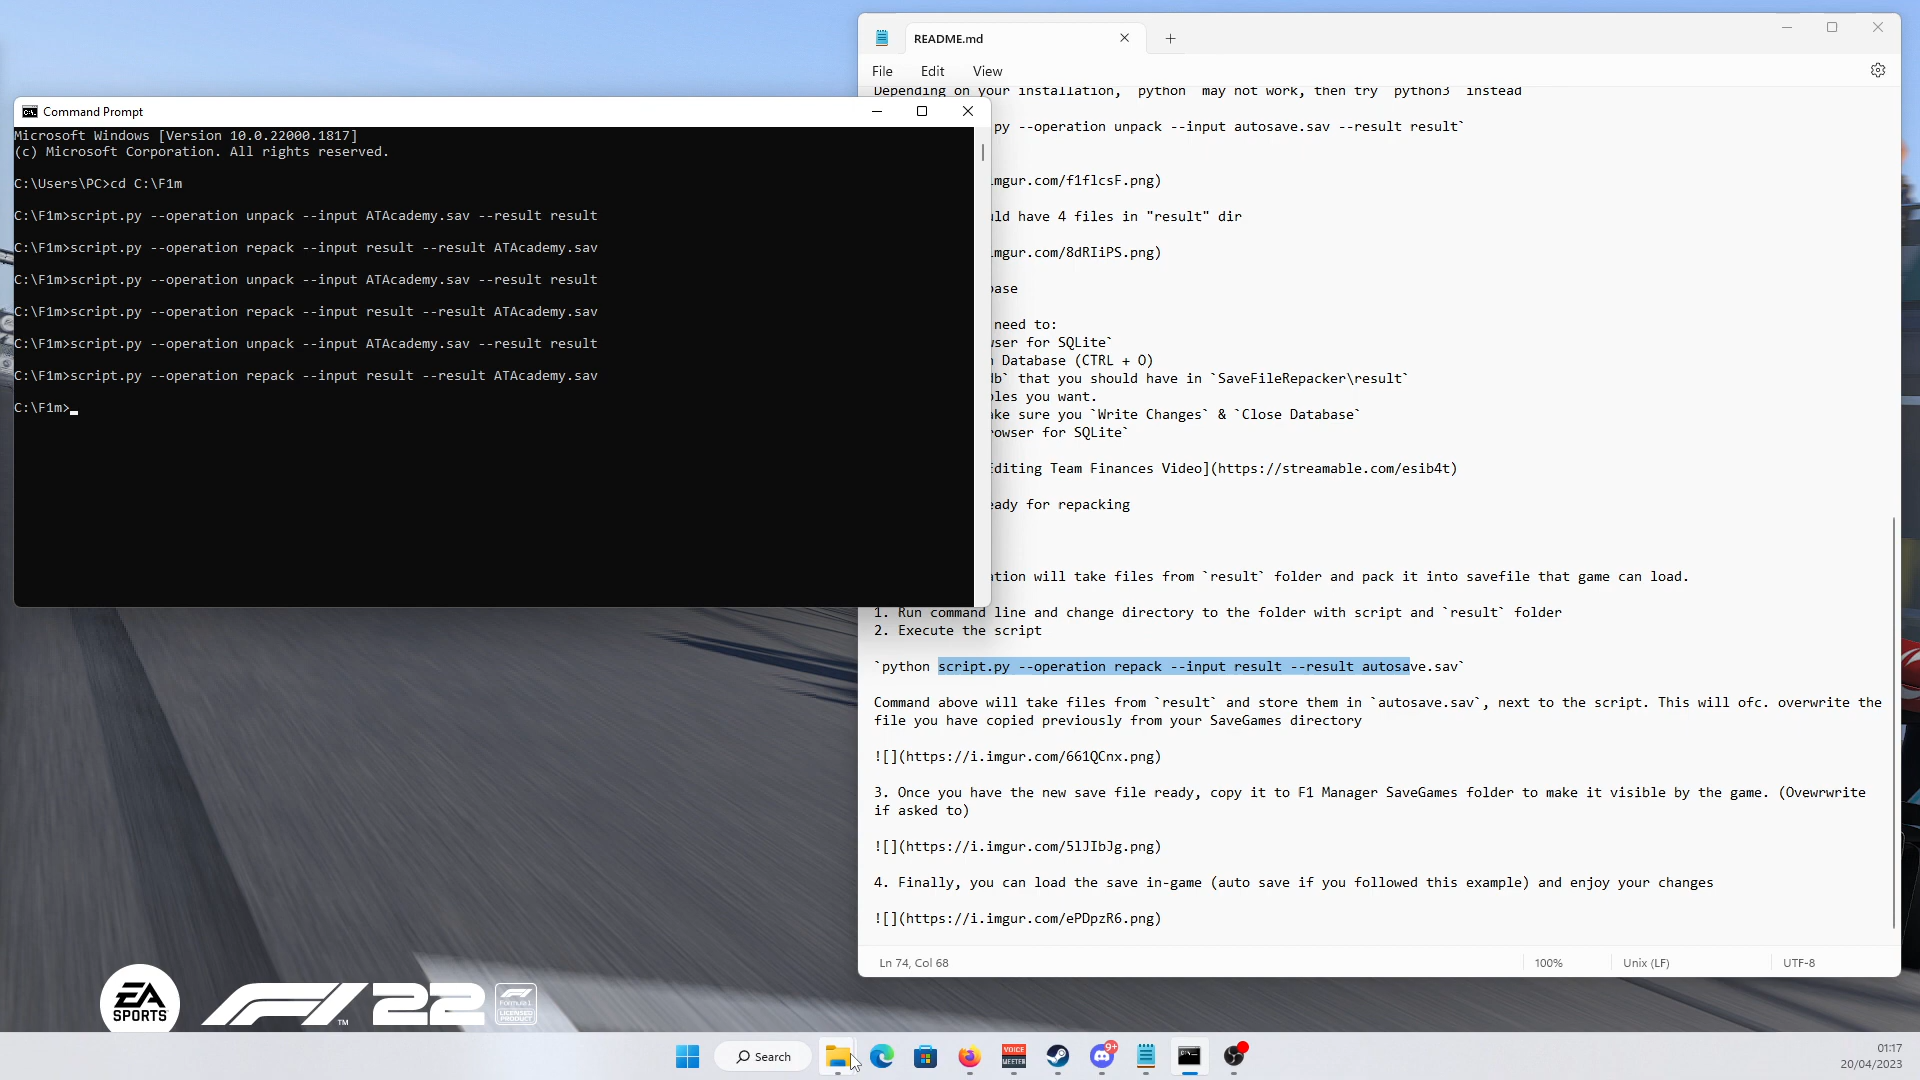 README.md
File
Edit
View
Depending on your installation, `python` may not work, then try `python3` instead
Command Prompt
Microsoft Windows [Version 10.0.22000.1817]
(c) Microsoft Corporation. All rights reserved.
C:\Users\PC>cd C:\F1m
C:\F1m>script.py --operation unpack --input ATAcademy.sav --result result
C:\F1m>script.py --operation repack --input result --result ATAcademy.sav
C:\F1m>script.py --operation unpack --input ATAcademy.sav --result result
C:\F1m>script.py --operation repack --input result --result ATAcademy.sav
C:\F1m>script.py --operation unpack --input ATAcademy.sav --result result
C:\F1m>script.py --operation repack --input result --result ATAcademy.sav
C:\F1m>
py --operation unpack --input autosave.sav --result result`
mgur.com/f1flcsF.png)
ld have 4 files in "result" dir
mgur.com/8dRIiPS.png)
ase
need to:
ser for SQLite`
Database (CTRL + O)
db` that you should have in `SaveFileRepacker\result`
les you want.
ke sure you `Write Changes` & `Close Database`
owser for SQLite`
Editing Team Finances Video](https://streamable.com/esib4t)
ady for repacking
tion will take files from `result` folder and pack it into savefile that game can load.
1. Run command line and change directory to the folder with script and `result` folder
2. Execute the script
`python script.py --operation repack --input result --result autosave.sav`
Command above will take files from `result` and store them in `autosave.sav`, next to the script. This will ofc. overwrite the
file you have copied previously from your SaveGames directory
![](https://i.imgur.com/661QCnx.png)
3. Once you have the new save file ready, copy it to F1 Manager SaveGames folder to make it visible by the game. (Ovewrwrite
if asked to)
![](https://i.imgur.com/5lJIbJg.png)
4. Finally, you can load the save in-game (auto save if you followed this example) and enjoy your changes
![](https://i.imgur.com/ePDpzR6.png)
Ln 74, Col 68
100%
Unix (LF)
UTF-8
EA
SPORTS
F1 22
TM
Formula 1
LICENSED
PRODUCT
Search
VOICE
MEETER
9+
01:17
20/04/2023